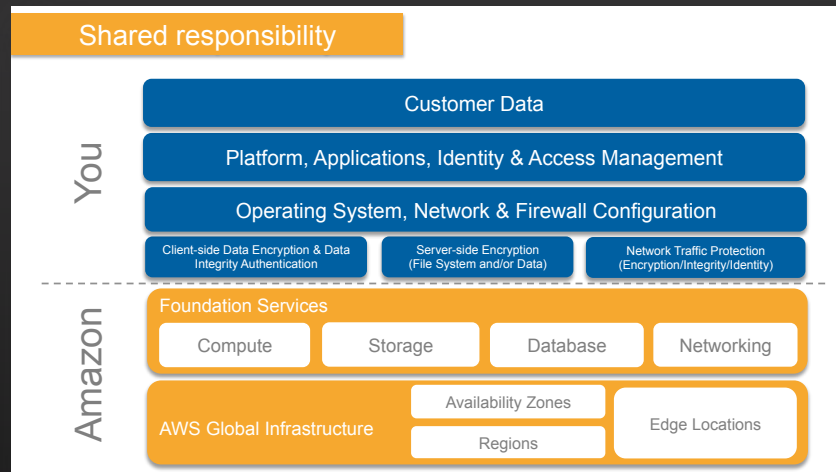 Shared responsibility
You
Customer Data
Platform, Applications, Identity & Access Management
Operating System, Network & Firewall Configuration
Client-side Data Encryption & Data
Integrity Authentication
Server-side Encryption
(File System and/or Data)
Network Traffic Protection
(Encryption/Integrity/Identity)
Amazon
Foundation Services
Compute
Storage
Database
Networking
AWS Global Infrastructure
Availability Zones
Regions
Edge Locations